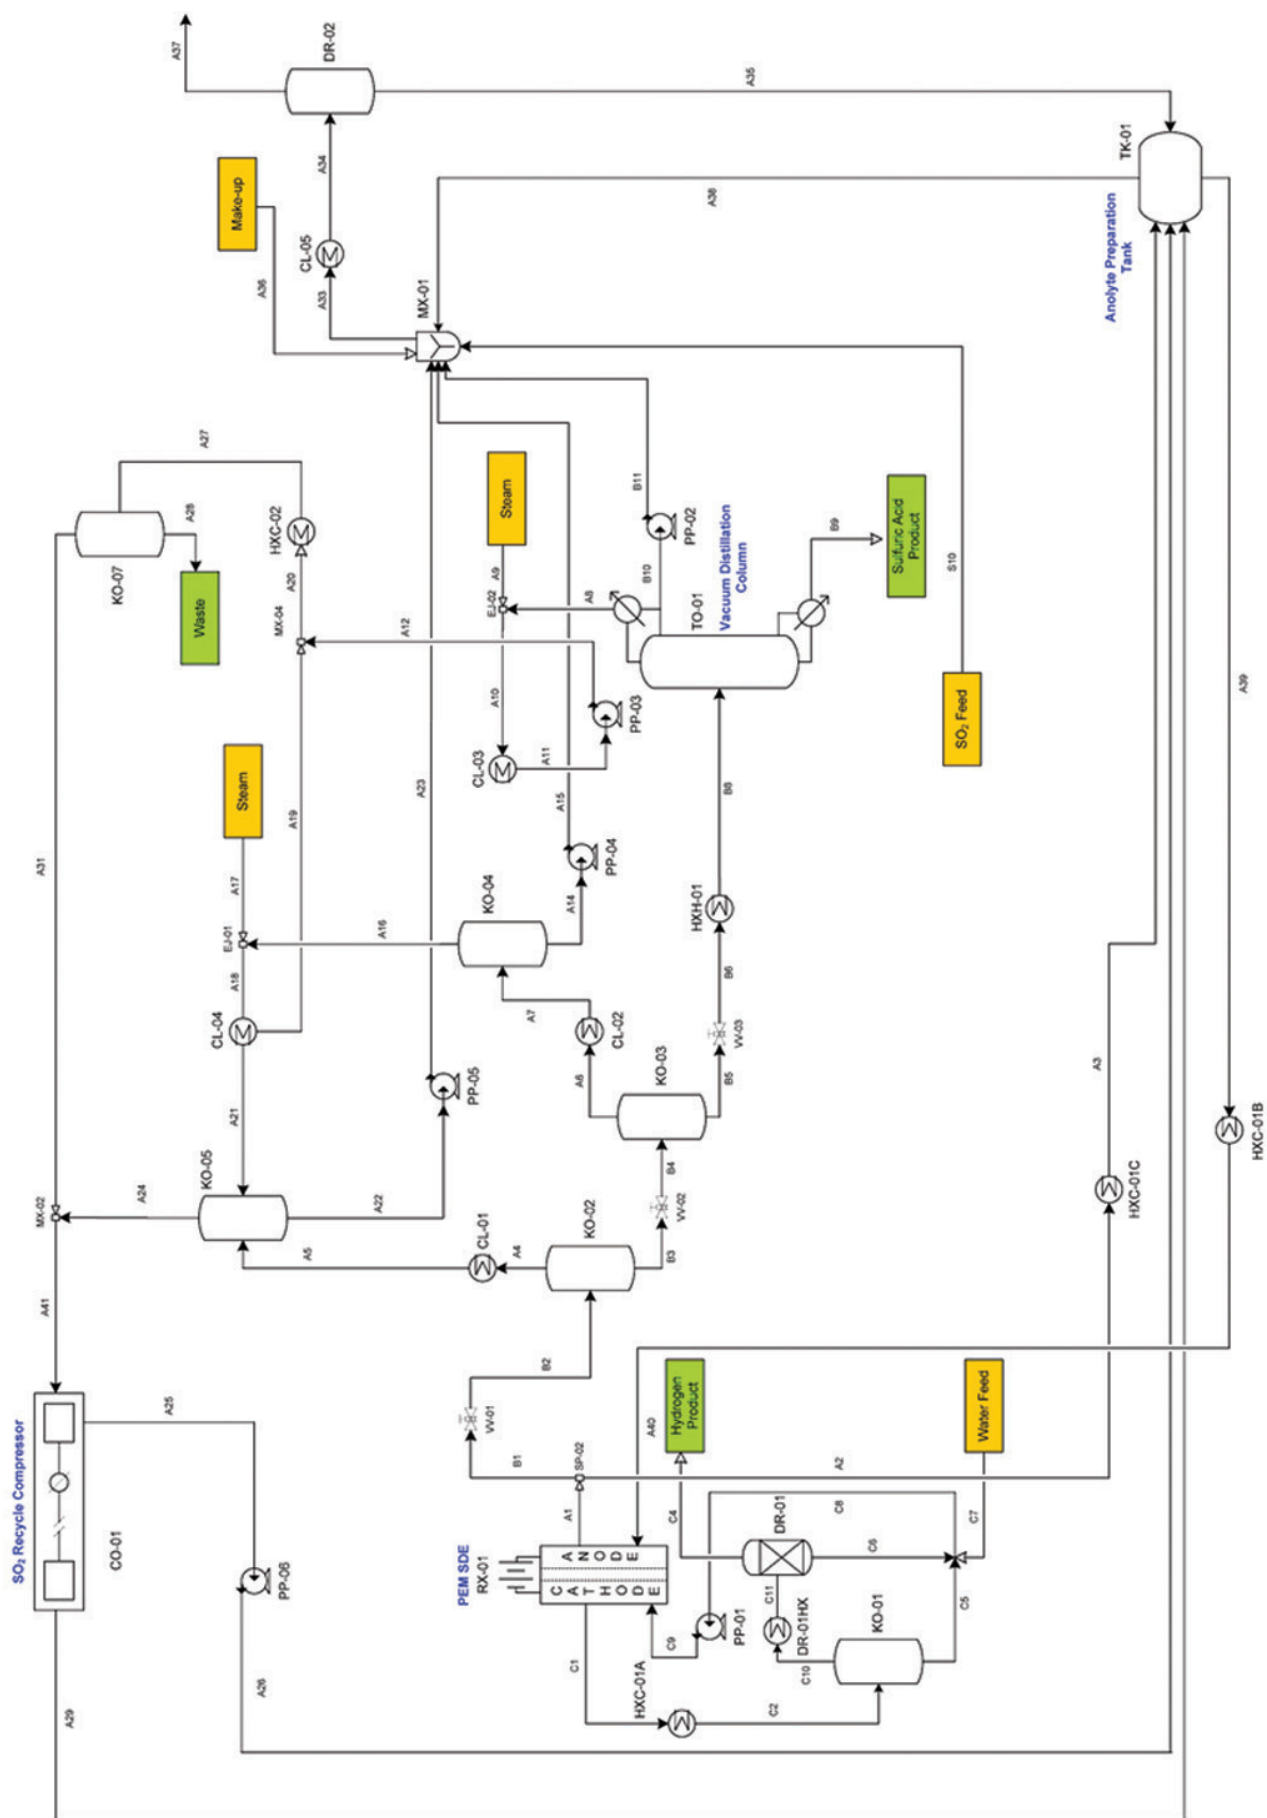 SO₂ Recycle Compressor
A41
A31
A29
CO-01
MX-02
KO-07
A37
A24
A25
KO-05
A28
A27
Waste
A21
CL-04
A18
EJ-01
A17
Steam
A26
PP-06
A22
A19
MX-04
A20
HXC-02
Make-up
A36
A5
CL-01
A16
A12
A33
CL-05
A34
DR-02
A23
MX-01
PEM SDE
RX-01
CATHODE
ANODE
C1
A1
SP-02
B1
VV-01
B2
A4
KO-02
A7
KO-04
CL-03
A10
EJ-02
A9
Steam
PP-05
A14
A11
A15
A6
CL-02
A8
HXC-01A
C9
PP-01
B3
VV-02
B4
KO-03
PP-04
PP-03
B10
B11
PP-02
C4
Hydrogen
Product
A40
B5
VV-03
B6
HXH-01
B8
TO-01
Vacuum Distillation
Column
A38
A35
C2
C10
DR-01HX
C11
DR-01
C8
A2
B9
KO-01
C6
Sulfuric Acid
Product
C5
C7
Water Feed
SO₂ Feed
S10
A3
HXC-01C
Anolyte Preparation
Tank
TK-01
A39
HXC-01B